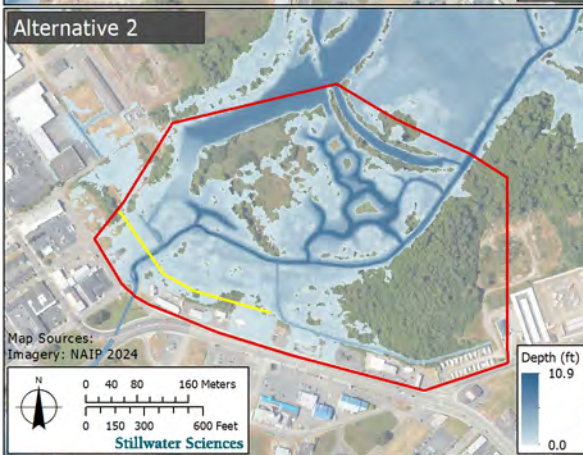 Alternative 2
Map Sources:
Imagery: NAIP 2024
N
0 40 80 160 Meters
0 150 300 600 Feet
Stillwater Sciences
Depth (ft)
10.9
0.0